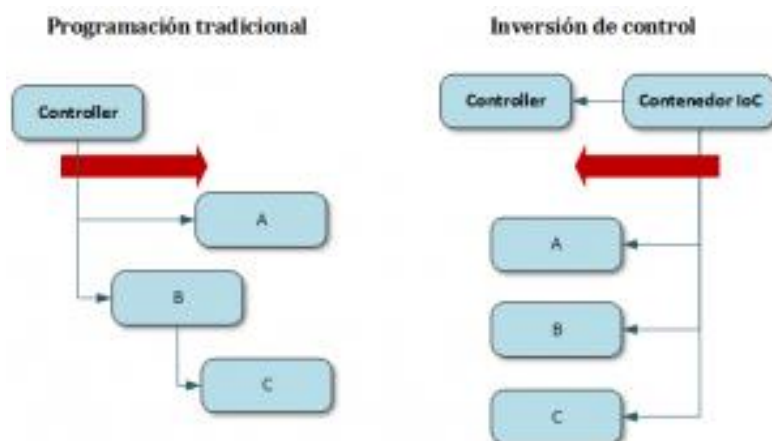 Programación tradicional
Inversión de control
Controller
Controller
Contenedor IoC
A
A
B
B
C
C